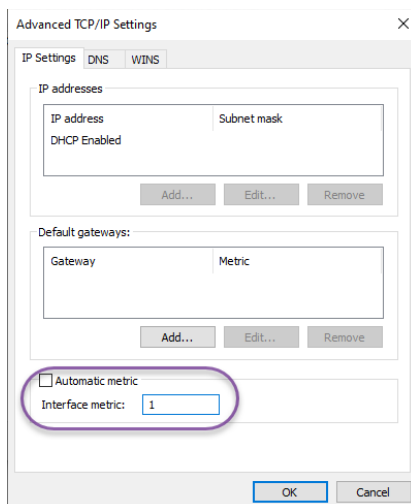 Advanced TCP/IP Settings
IP Settings DNS WINS
IP addresses
IP address Subnet mask
DHCP Enabled
Add... Edit... Remove
Default gateways:
Gateway Metric
Add... Edit... Remove
Automatic metric
Interface metric: 1
OK Cancel